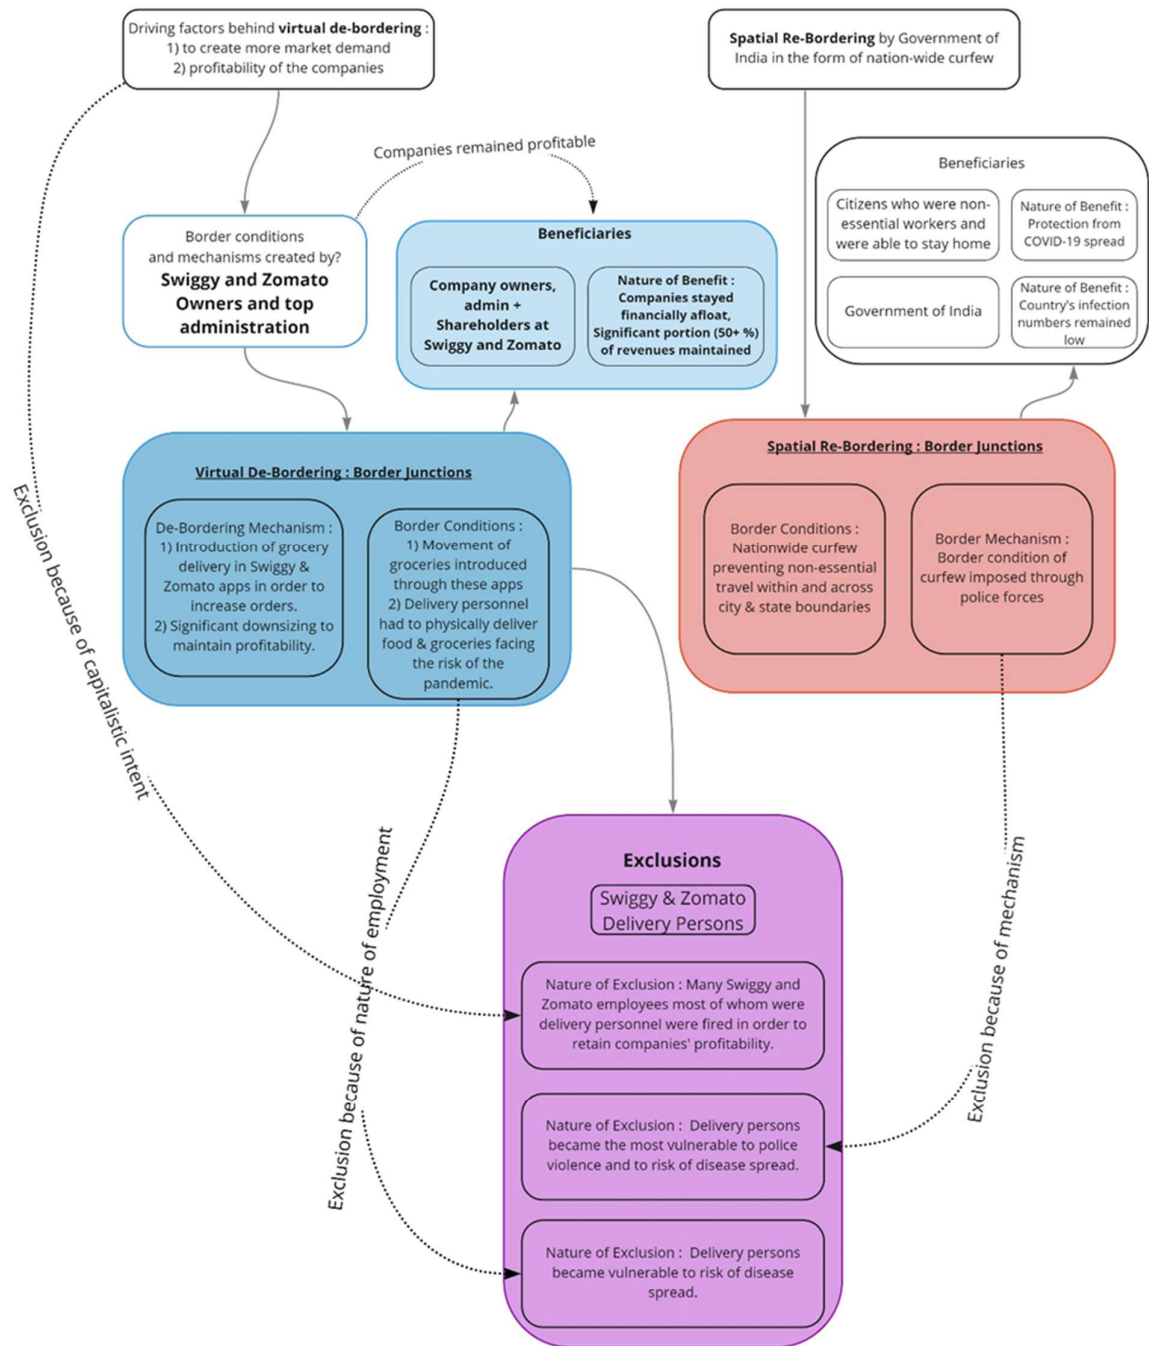 Driving factors behind virtual de-bordering :
1) to create more market demand
2) profitability of the companies
Spatial Re-Bordering by Government of
India in the form of nation-wide curfew
Companies remained profitable
Border conditions
and mechanisms created by?
Swiggy and Zomato
Owners and top
administration
Beneficiaries
Company owners,
admin +
Shareholders at
Swiggy and Zomato
Nature of Benefit :
Companies stayed
financially afloat,
Significant portion (50+ %)
of revenues maintained
Beneficiaries
Citizens who were non-
essential workers and
were able to stay home
Nature of Benefit :
Protection from
COVID-19 spread
Government of India
Nature of Benefit :
Country's infection
numbers remained
low
Virtual De-Bordering : Border Junctions
De-Bordering Mechanism :
1) Introduction of grocery
delivery in Swiggy &
Zomato apps in order to
increase orders.
2) Significant downsizing to
maintain profitability.
Border Conditions :
1) Movement of
groceries introduced
through these apps
2) Delivery personnel
had to physically deliver
food & groceries facing
the risk of the
pandemic.
Spatial Re-Bordering : Border Junctions
Border Conditions :
Nationwide curfew
preventing non-essential
travel within and across
city & state boundaries
Border Mechanism :
Border condition of
curfew imposed through
police forces
Exclusion because of capitalistic intent
Exclusion because of nature of employment
Exclusion because of mechanism
Exclusions
Swiggy & Zomato
Delivery Persons
Nature of Exclusion : Many Swiggy and
Zomato employees most of whom were
delivery personnel were fired in order to
retain companies' profitability.
Nature of Exclusion : Delivery persons
became the most vulnerable to police
violence and to risk of disease spread.
Nature of Exclusion : Delivery persons
became vulnerable to risk of disease
spread.